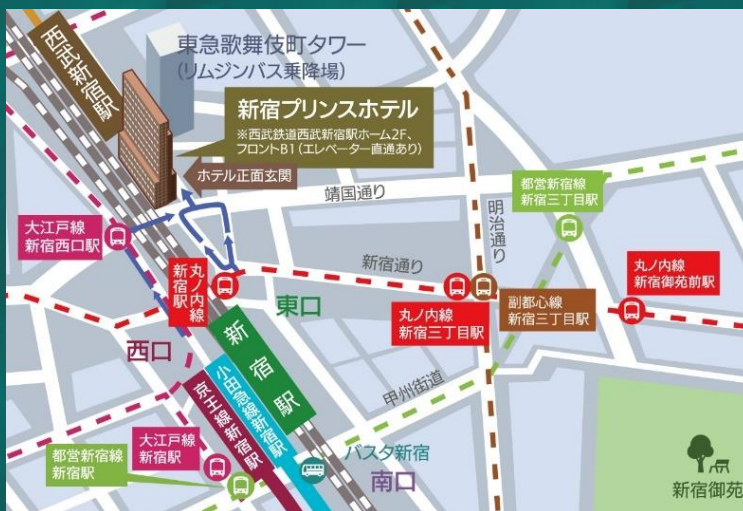 西武新宿駅
東急歌舞伎町タワー
(リムジンバス乗降場)
新宿プリンスホテル
※西武鉄道西武新宿駅ホーム2F、
フロントB1(エレベーター直通あり)
ホテル正面玄関
靖国通り
都営新宿線
新宿三丁目駅
明治通り
大江戸線
新宿西口駅
丸ノ内線
新宿駅
新宿通り
丸ノ内線
新宿御苑前駅
東口
丸ノ内線
新宿三丁目駅
副都心線
新宿三丁目駅
西口
新宿駅
小田急線新宿駅
京王線新宿駅
甲州街道
大江戸線
新宿駅
都営新宿線
新宿駅
バスタ新宿
南口
新宿御苑